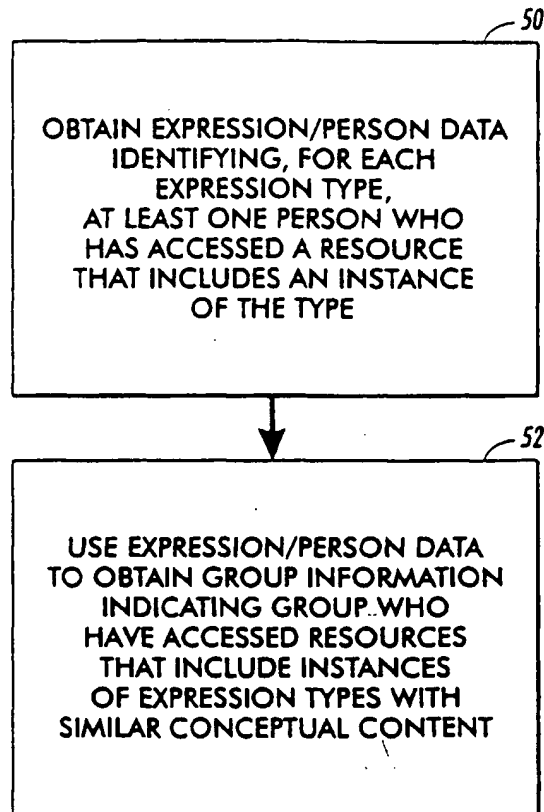 50
OBTAIN EXPRESSION/PERSON DATA
IDENTIFYING, FOR EACH
EXPRESSION TYPE,
AT LEAST ONE PERSON WHO
HAS ACCESSED A RESOURCE
THAT INCLUDES AN INSTANCE
OF THE TYPE
52
USE EXPRESSION/PERSON DATA
TO OBTAIN GROUP INFORMATION
INDICATING GROUP WHO
HAVE ACCESSED RESOURCES
THAT INCLUDE INSTANCES
OF EXPRESSION TYPES WITH
SIMILAR CONCEPTUAL CONTENT